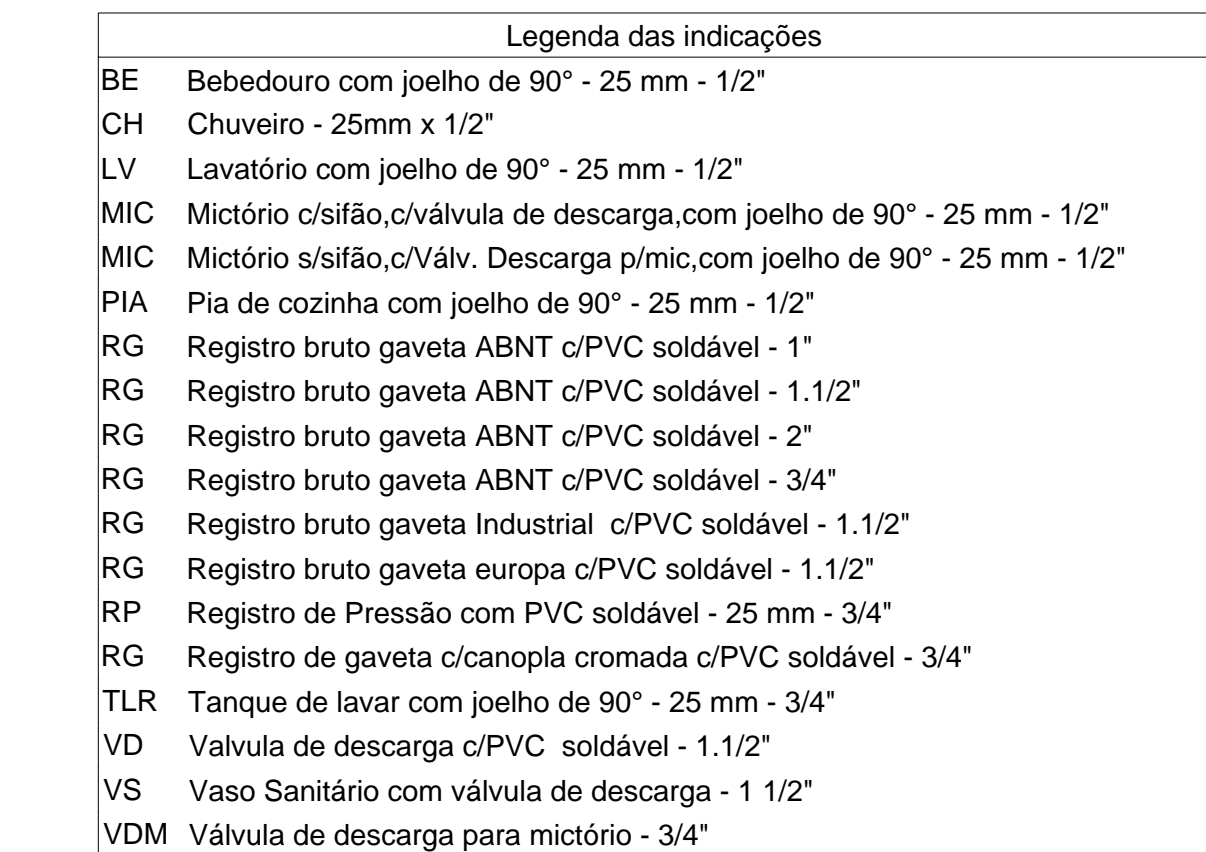 Legenda das indicações
BE Bebedouro com joelho de 90° - 25 mm - 1/2"
CH Chuveiro - 25mm x 1/2"
LV Lavatório com joelho de 90° - 25 mm - 1/2"
MIC Mictório c/sifão,c/válvula de descarga,com joelho de 90° - 25 mm - 1/2"
MIC Mictório s/sifão,c/Válv. Descarga p/mic,com joelho de 90° - 25 mm - 1/2"
PIA Pia de cozinha com joelho de 90° - 25 mm - 1/2"
RG Registro bruto gaveta ABNT c/PVC soldável - 1"
RG Registro bruto gaveta ABNT c/PVC soldável - 1.1/2"
RG Registro bruto gaveta ABNT c/PVC soldável - 2"
RG Registro bruto gaveta ABNT c/PVC soldável - 3/4"
RG Registro bruto gaveta Industrial  c/PVC soldável - 1.1/2"
RG Registro bruto gaveta europa c/PVC soldável - 1.1/2"
RP Registro de Pressão com PVC soldável - 25 mm - 3/4"
RG Registro de gaveta c/canopla cromada c/PVC soldável - 3/4"
TLR Tanque de lavar com joelho de 90° - 25 mm - 3/4"
VD Valvula de descarga c/PVC  soldável - 1.1/2"
VS Vaso Sanitário com válvula de descarga - 1 1/2"
VDM Válvula de descarga para mictório - 3/4"